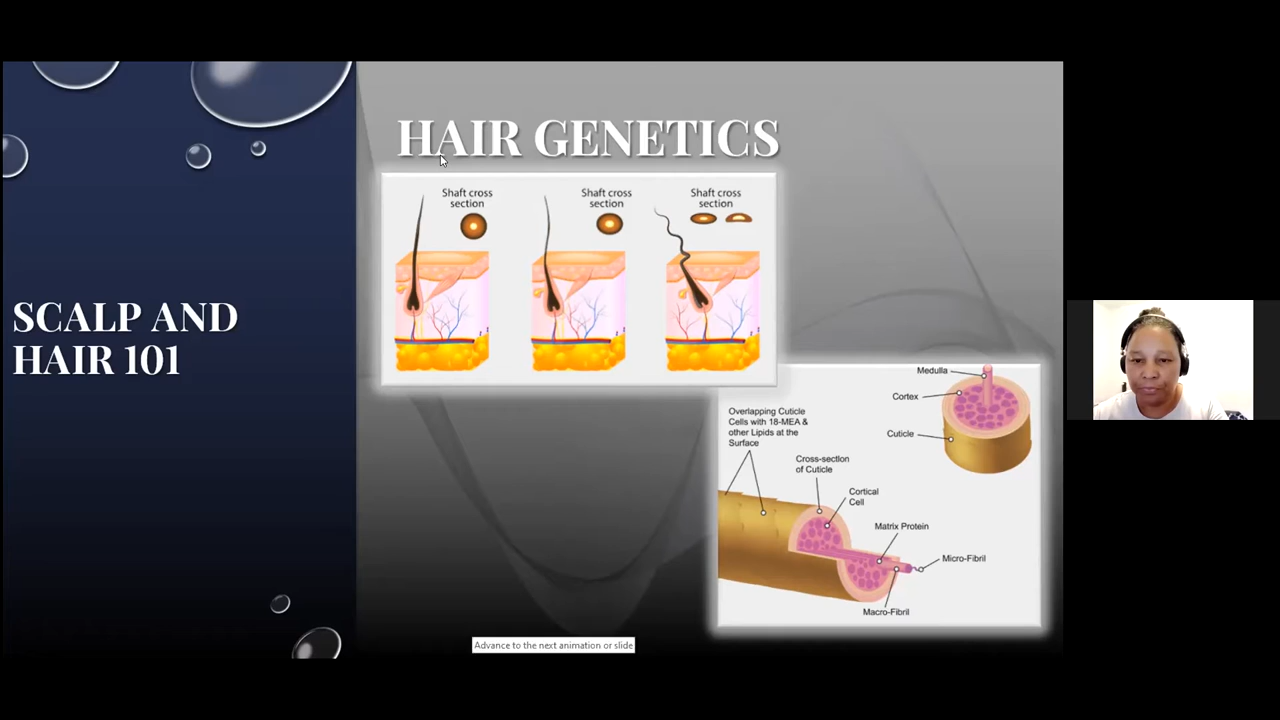 SCALP AND
HAIR 101
HAIR GENETICS
Shaft cross
section
Shaft cross
section
Shaft cross
section
Medulla
Cortex
Cuticle
Overlapping Cuticle
Cells with 18-MEA &
other Lipids at the
Surface
Cross-section
of Cuticle
Cortical
Cell
Matrix Protein
Micro-Fibril
Macro-Fibril
Advance to the next animation or slide